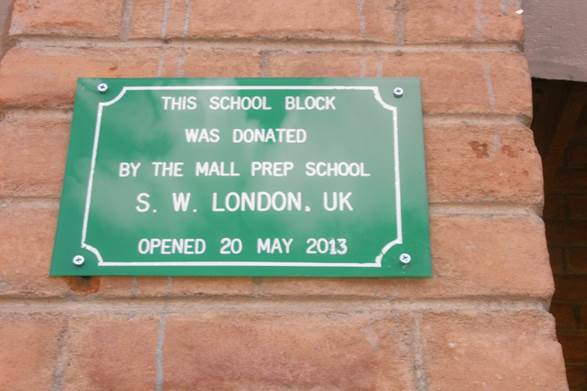 THIS SCHOOL BLOCK
WAS DONATED
BY THE MALL PREP SCHOOL
S. W. LONDON. UK
OPENED 20 MAY 2013